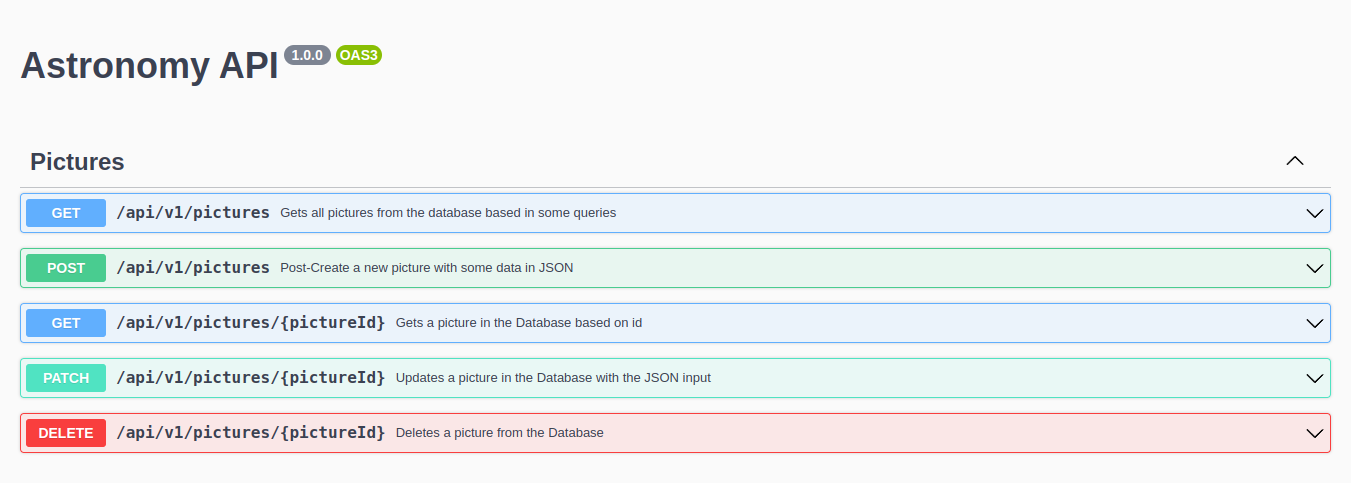 Astronomy API 1.0.0 OAS3
Pictures
GET /api/v1/pictures Gets all pictures from the database based in some queries
POST /api/v1/pictures Post-Create a new picture with some data in JSON
GET /api/v1/pictures/{pictureId} Gets a picture in the Database based on id
PATCH /api/v1/pictures/{pictureId} Updates a picture in the Database with the JSON input
DELETE /api/v1/pictures/{pictureId} Deletes a picture from the Database